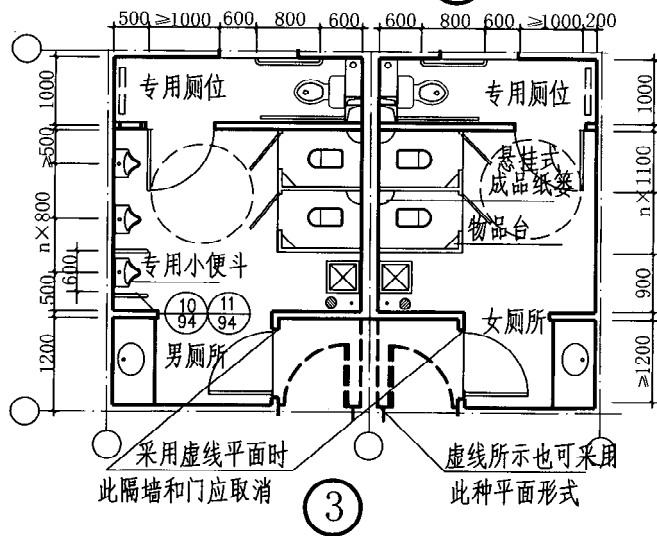 500 ≥1000 600 800 600 600 800 600 ≥1000 200
1000
专用厕位
专用厕位
1000
≥500
悬挂式
成品纸篓
n×1100
n×800
物品台
600
专用小便斗
500
900
10
94
11
94
女厕所
男厕所
1200
≥1200
采用虚线平面时
此隔墙和门应取消
虚线所示也可采用
此种平面形式
3